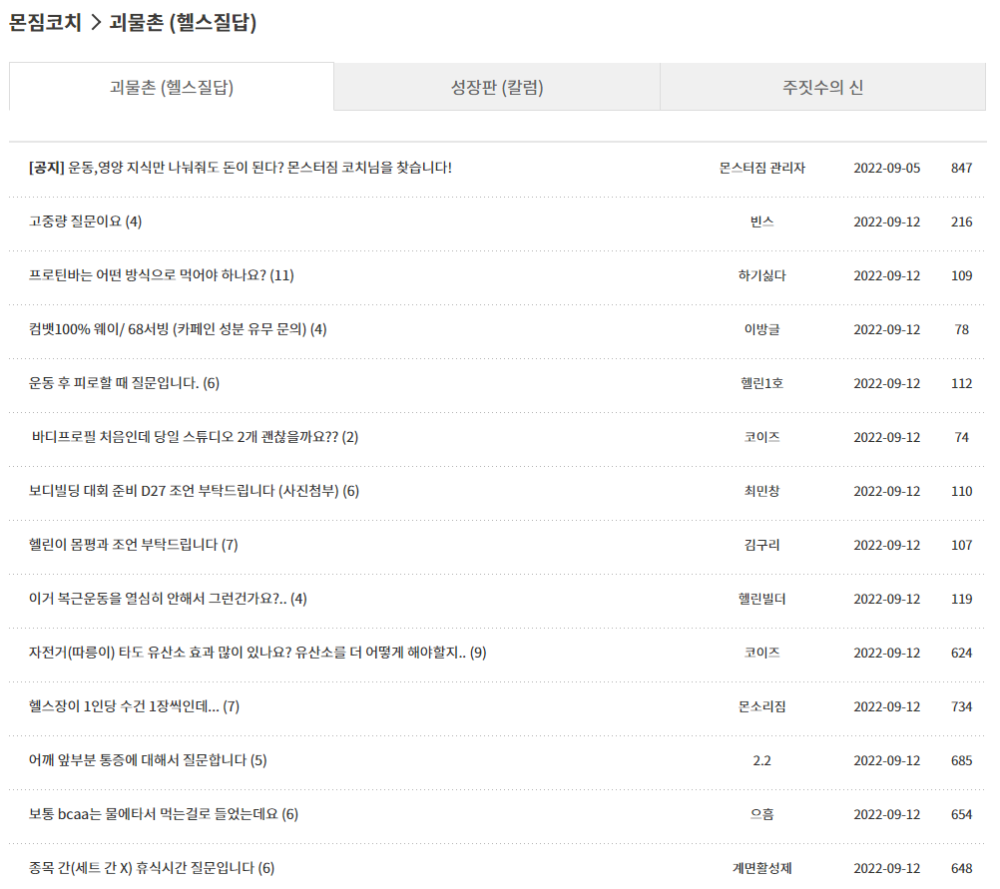 몬짐코치 > 괴물촌 (헬스질답)
괴물촌 (헬스질답) 성장판 (칼럼) 주짓수의 신
[공지] 운동,영양 지식만 나눠줘도 돈이 된다? 몬스터짐 코치님을 찾습니다! 몬스터짐 관리자 2022-09-05 847
고중량 질문이요 (4) 빈스 2022-09-12 216
프로틴바는 어떤 방식으로 먹어야 하나요? (11) 하기싫다 2022-09-12 109
컴뱃100% 웨이/ 68서빙 (카페인 성분 유무 문의) (4) 이방글 2022-09-12 78
운동 후 피로할 때 질문입니다. (6) 헬린1호 2022-09-12 112
바디프로필 처음인데 당일 스튜디오 2개 괜찮을까요?? (2) 코이즈 2022-09-12 74
보디빌딩 대회 준비 D27 조언 부탁드립니다 (사진첨부) (6) 최민창 2022-09-12 110
헬린이 몸평과 조언 부탁드립니다 (7) 김구리 2022-09-12 107
이거 복근운동을 열심히 안해서 그런건가요?.. (4) 헬린빌더 2022-09-12 119
자전거(따릉이) 타도 유산소 효과 많이 있나요? 유산소를 더 어떻게 해야할지.. (9) 코이즈 2022-09-12 624
헬스장이 1인당 수건 1장씩인데... (7) 몬소리짐 2022-09-12 734
어깨 앞부분 통증에 대해서 질문합니다 (5) 2.2 2022-09-12 685
보통 bcaa는 물에타서 먹는걸로 들었는데요 (6) 으흠 2022-09-12 654
종목 간(세트 간 X) 휴식시간 질문입니다 (6) 계면활성제 2022-09-12 648